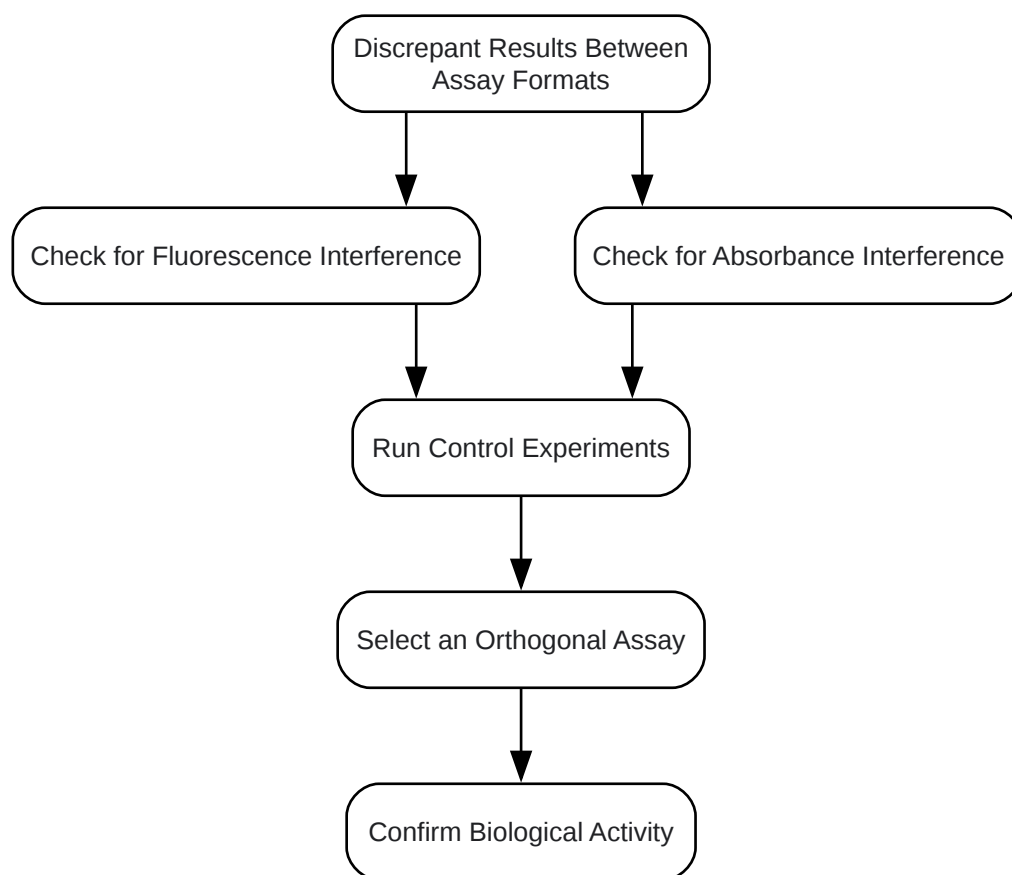 Discrepant Results Between
Assay Formats
Check for Fluorescence Interference
Check for Absorbance Interference
Run Control Experiments
Select an Orthogonal Assay
Confirm Biological Activity